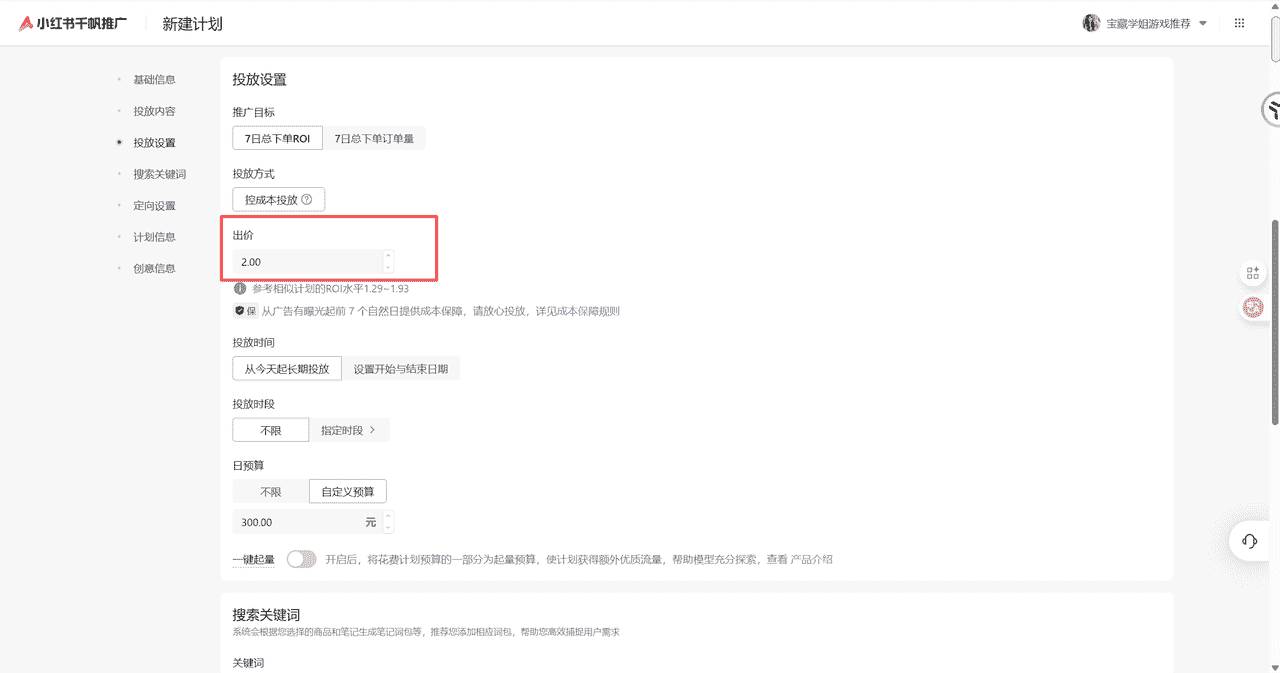 小红书千帆推广
新建计划
宝藏学姐游戏推荐
基础信息
投放内容
投放设置
搜索关键词
定向设置
计划信息
创意信息
投放设置
推广目标
7日总下单ROI
7日总下单订单量
投放方式
控成本投放
出价
2.00
参考相似计划的ROI水平1.29~1.93
保 从广告有曝光起前 7 个自然日提供成本保障，请放心投放，详见成本保障规则
投放时间
从今天起长期投放
设置开始与结束日期
投放时段
不限
指定时段
日预算
不限
自定义预算
300.00 元
一键起量 开启后，将花费计划预算的一部分为起量预算，使计划获得额外优质流量，帮助模型充分探索，查看 产品介绍
搜索关键词
系统会根据您选择的商品和笔记生成笔记词包等，推荐您添加相应词包，帮助您高效捕捉用户需求
关键词